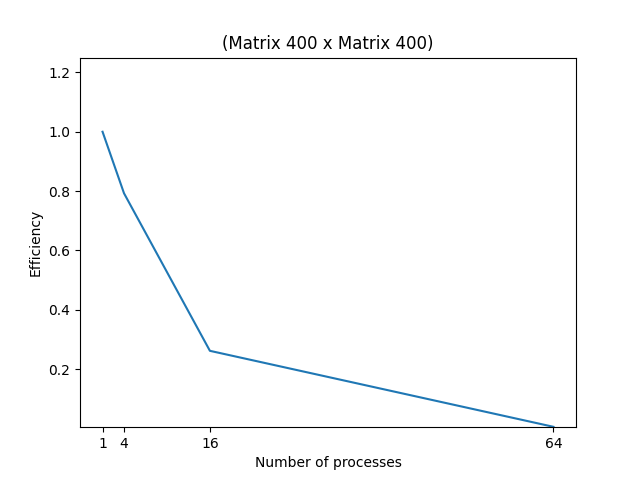 (Matrix 400 x Matrix 400)
1.2
1.0
0.8
0.6
0.4
0.2
Efficiency
1 4 16 64
Number of processes